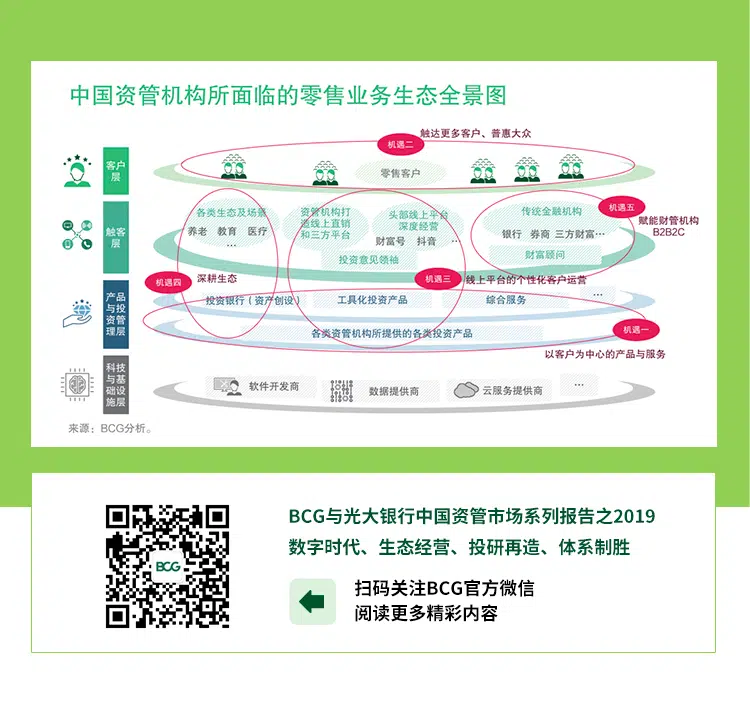 中国资管机构所面临的零售业务生态全景图
机遇二
触达更多客户、普惠大众
客户
层
零售客户
触客
层
各类生态及场景
养老 教育 医疗
...
资管机构打
造线上直销
和三方平台
头部线上平台
深度经营
财富号 抖音 ...
投资意见领袖
传统金融机构
银行 券商 三方财富...
财富顾问
机遇五
赋能财管机构
B2B2C
机遇四
深耕生态
机遇三
线上平台的个性化客户运营
产品
与投
资管
理层
投资银行（资产创设）
工具化投资产品
综合服务
...
各类资管机构所提供的各类投资产品
机遇一
以客户为中心的产品与服务
科技
与基
础设
施层
软件开发商
数据提供商
云服务提供商
...
来源：BCG分析。
BCG
BCG与光大银行中国资管市场系列报告之2019
数字时代、生态经营、投研再造、体系制胜
扫码关注BCG官方微信
阅读更多精彩内容